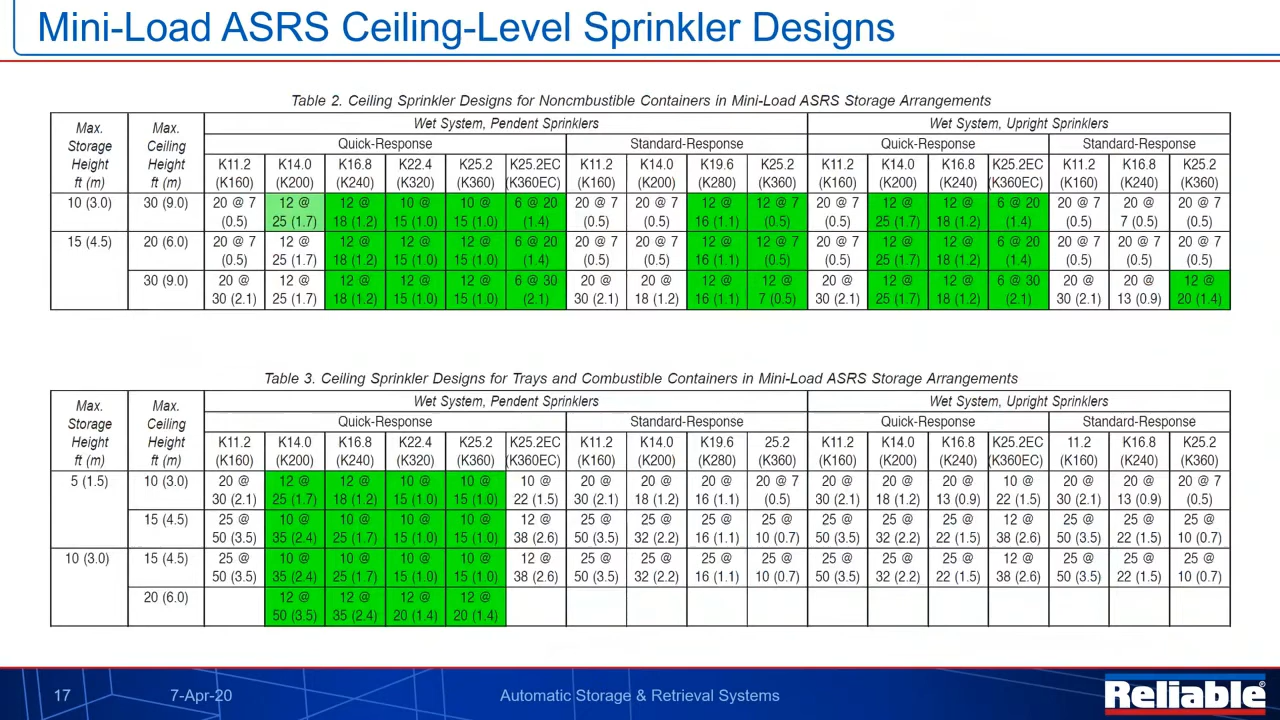 Mini-Load ASRS Ceiling-Level Sprinkler Designs
Table 2. Ceiling Sprinkler Designs for Noncmbustible Containers in Mini-Load ASRS Storage Arrangements
Max. Storage Height ft (m) Max. Ceiling Height ft (m) Wet System, Pendent Sprinklers Wet System, Upright Sprinklers
Quick-Response Standard-Response Quick-Response Standard-Response
K11.2 K14.0 K16.8 K22.4 K25.2 K25.2EC K11.2 K14.0 K19.6 K25.2 K11.2 K14.0 K16.8 K25.2EC K11.2 K16.8 K25.2
(K160) (K200) (K240) (K320) (K360) (K360EC) (K160) (K200) (K280) (K360) (K160) (K200) (K240) (K360EC) (K160) (K240) (K360)
10 (3.0) 30 (9.0) 20 @ 7 12 @ 12 @ 10 @ 10 @ 6 @ 20 20 @ 7 20 @ 7 12 @ 12 @ 7 20 @ 7 12 @ 12 @ 6 @ 20 20 @ 7 20 @ 20 @ 7
(0.5) 25 (1.7) 18 (1.2) 15 (1.0) 15 (1.0) (1.4) (0.5) (0.5) 16 (1.1) (0.5) (0.5) 25 (1.7) 18 (1.2) (1.4) (0.5) 7 (0.5) (0.5)
15 (4.5) 20 (6.0) 20 @ 7 12 @ 12 @ 12 @ 12 @ 6 @ 20 20 @ 7 20 @ 7 12 @ 12 @ 7 20 @ 7 12 @ 12 @ 6 @ 20 20 @ 7 20 @ 7 20 @ 7
(0.5) 25 (1.7) 18 (1.2) 15 (1.0) 15 (1.0) (1.4) (0.5) (0.5) 16 (1.1) (0.5) (0.5) 25 (1.7) 18 (1.2) (1.4) (0.5) (0.5) (0.5)
30 (9.0) 20 @ 12 @ 12 @ 12 @ 12 @ 6 @ 30 20 @ 20 @ 12 @ 12 @ 20 @ 12 @ 12 @ 6 @ 30 20 @ 20 @ 12 @
30 (2.1) 25 (1.7) 18 (1.2) 15 (1.0) 15 (1.0) (2.1) 30 (2.1) 18 (1.2) 16 (1.1) 7 (0.5) 30 (2.1) 25 (1.7) 18 (1.2) (2.1) 30 (2.1) 13 (0.9) 20 (1.4)
Table 3. Ceiling Sprinkler Designs for Trays and Combustible Containers in Mini-Load ASRS Storage Arrangements
Max. Storage Height ft (m) Max. Ceiling Height ft (m) Wet System, Pendent Sprinklers Wet System, Upright Sprinklers
Quick-Response Standard-Response Quick-Response Standard-Response
K11.2 K14.0 K16.8 K22.4 K25.2 K25.2EC K11.2 K14.0 K19.6 25.2 K11.2 K14.0 K16.8 K25.2EC 11.2 K16.8 K25.2
(K160) (K200) (K240) (K320) (K360) (K360EC) (K160) (K200) (K280) (K360) (K160) (K200) (K240) (K360EC) (K160) (K240) (K360)
5 (1.5) 10 (3.0) 20 @ 12 @ 12 @ 10 @ 10 @ 10 @ 20 @ 20 @ 20 @ 20 @ 7 20 @ 20 @ 20 @ 10 @ 20 @ 20 @ 20 @ 7
30 (2.1) 25 (1.7) 18 (1.2) 15 (1.0) 15 (1.0) 22 (1.5) 30 (2.1) 18 (1.2) 16 (1.1) (0.5) 30 (2.1) 18 (1.2) 13 (0.9) 22 (1.5) 30 (2.1) 13 (0.9) (0.5)
15 (4.5) 25 @ 10 @ 10 @ 10 @ 10 @ 12 @ 25 @ 25 @ 25 @ 25 @ 25 @ 25 @ 25 @ 12 @ 25 @ 25 @ 25 @
50 (3.5) 35 (2.4) 25 (1.7) 15 (1.0) 15 (1.0) 38 (2.6) 50 (3.5) 32 (2.2) 16 (1.1) 10 (0.7) 50 (3.5) 32 (2.2) 22 (1.5) 38 (2.6) 50 (3.5) 22 (1.5) 10 (0.7)
10 (3.0) 15 (4.5) 25 @ 10 @ 10 @ 10 @ 10 @ 12 @ 25 @ 25 @ 25 @ 25 @ 25 @ 25 @ 25 @ 12 @ 25 @ 25 @ 25 @
50 (3.5) 35 (2.4) 25 (1.7) 15 (1.0) 15 (1.0) 38 (2.6) 50 (3.5) 32 (2.2) 16 (1.1) 10 (0.7) 50 (3.5) 32 (2.2) 22 (1.5) 38 (2.6) 50 (3.5) 22 (1.5) 10 (0.7)
20 (6.0) 12 @ 12 @ 12 @ 12 @
50 (3.5) 35 (2.4) 20 (1.4) 20 (1.4)
17 7-Apr-20 Automatic Storage & Retrieval Systems Reliable®